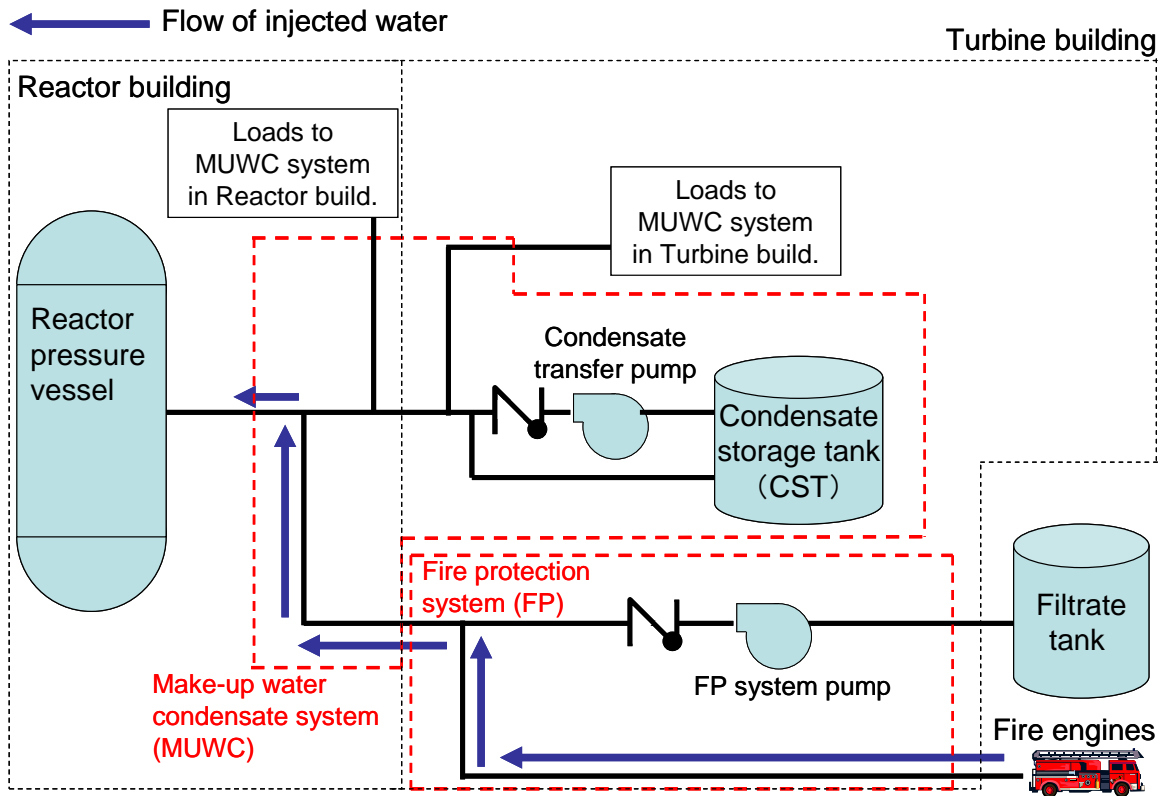 Flow of injected water
Turbine building
Reactor building
Loads to
MUWC system
in Reactor build.
Loads to
MUWC system
in Turbine build.
Reactor
pressure
vessel
Condensate
transfer pump
Condensate
storage tank
（CST）
Fire protection
system (FP)
Filtrate
tank
FP system pump
Make-up water
condensate system
(MUWC)
Fire engines